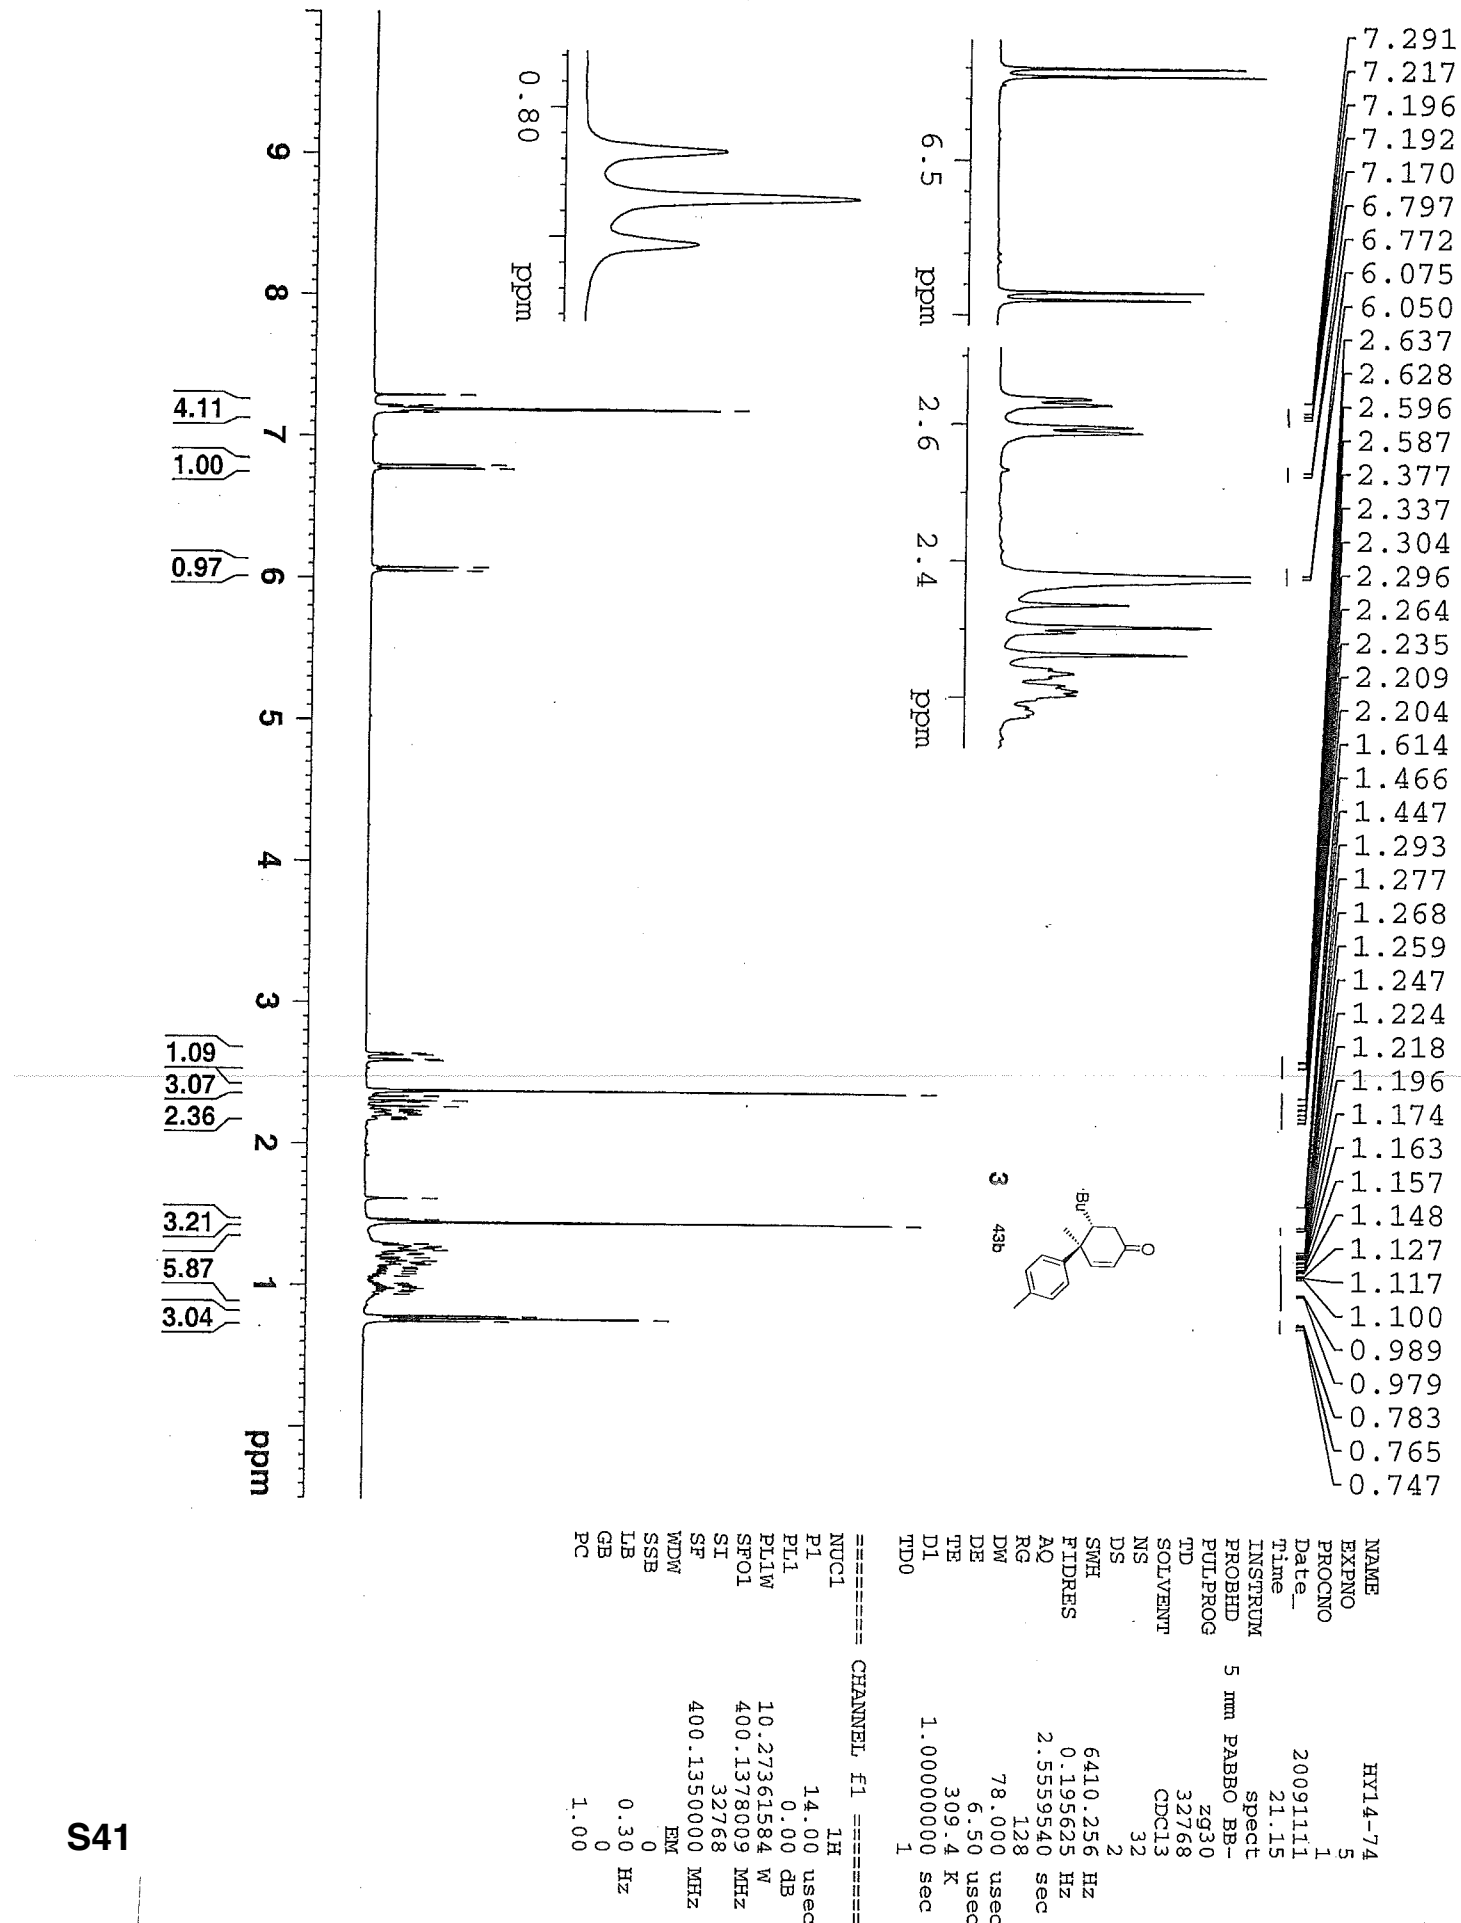 7.291
7.217
7.196
7.192
7.170
6.797
6.772
6.075
6.050
2.637
2.628
2.596
2.587
2.377
2.337
2.304
2.296
2.264
2.235
2.209
2.204
1.614
1.466
1.447
1.293
1.277
1.268
1.259
1.247
1.224
1.218
1.196
1.174
1.163
1.157
1.148
1.127
1.117
1.100
0.989
0.979
0.783
0.765
0.747
6.5 ppm
2.6 2.4 ppm
0.80 ppm
9 8 7 6 5 4 3 2 1 ppm
4.11
1.00
0.97
1.09
3.07
2.36
3.21
5.87
3.04
O
Bu
3 43b
NAME HY14-74
EXPNO 5
PROCNO 1
Date_ 20091111
Time 21.15
INSTRUM spect
PROBHD 5 mm PABBO BB-
PULPROG zg30
TD 32768
SOLVENT CDCl3
NS 32
DS 2
SWH 6410.256 Hz
FIDRES 0.195625 Hz
AQ 2.5559540 sec
RG 128
DW 78.000 usec
DE 6.50 usec
TE 309.4 K
D1 1.00000000 sec
TD0 1
======== CHANNEL f1 ========
NUC1 1H
P1 14.00 usec
PL1 0.00 dB
PL1W 10.27361584 W
SFO1 400.1378009 MHz
SI 32768
SF 400.1350000 MHz
WDW EM
SSB 0
LB 0.30 Hz
GB 0
PC 1.00
S41